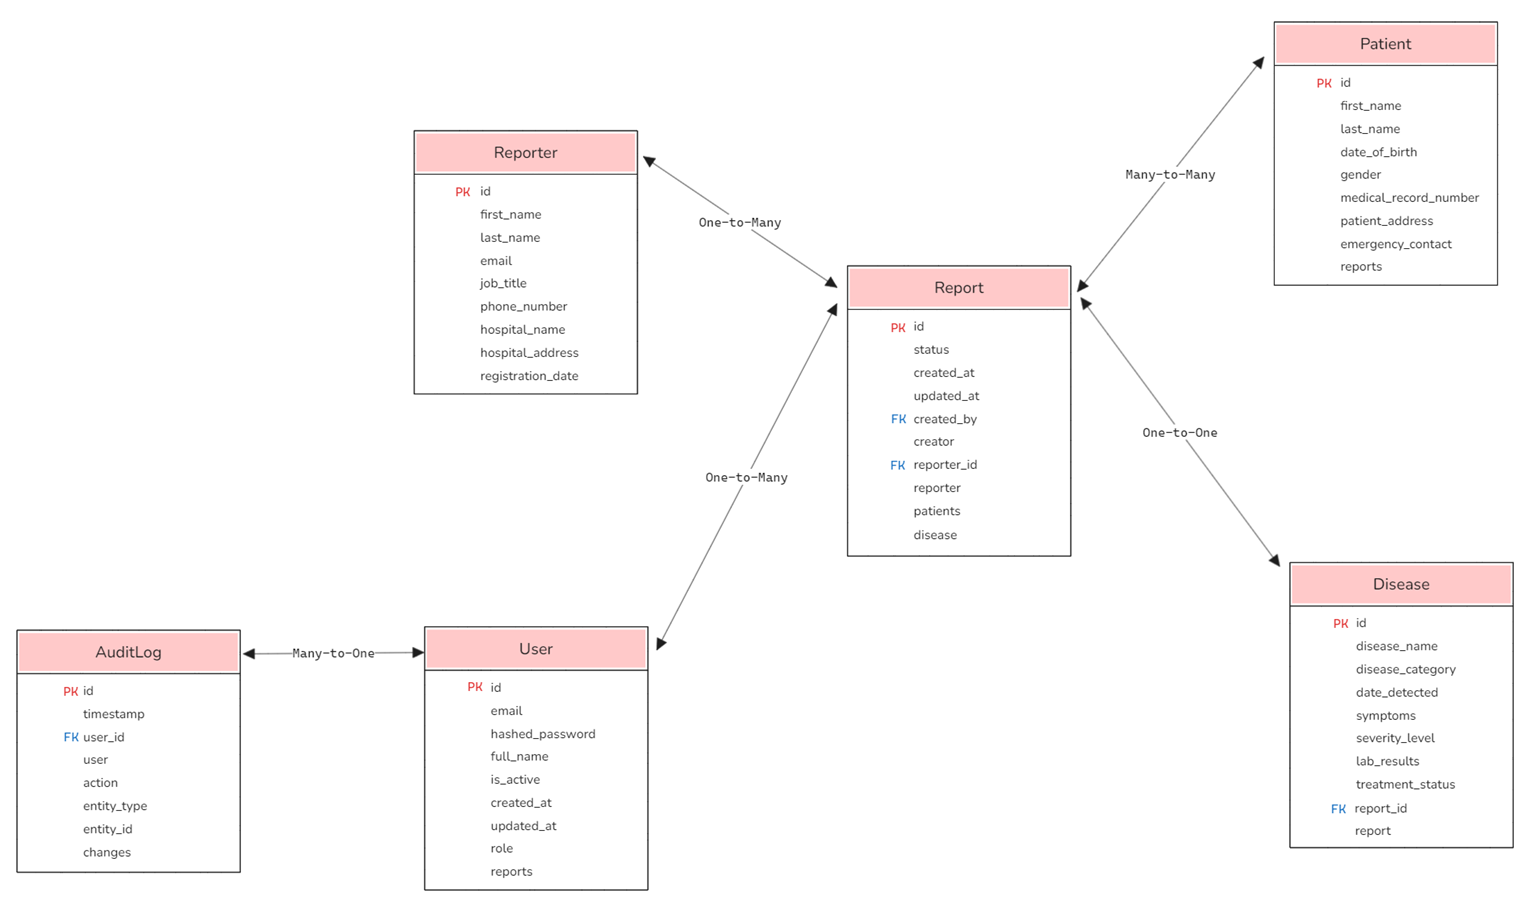 Patient
PK id
first_name
last_name
date_of_birth
gender
medical_record_number
patient_address
emergency_contact
reports
Many-to-Many
Reporter
PK id
first_name
last_name
email
job_title
phone_number
hospital_name
hospital_address
registration_date
One-to-Many
Report
PK id
status
created_at
updated_at
FK created_by
creator
FK reporter_id
reporter
patients
disease
One-to-One
One-to-Many
Disease
PK id
disease_name
disease_category
date_detected
symptoms
severity_level
lab_results
treatment_status
FK report_id
report
AuditLog
PK id
timestamp
FK user_id
user
action
entity_type
entity_id
changes
Many-to-One
User
PK id
email
hashed_password
full_name
is_active
created_at
updated_at
role
reports